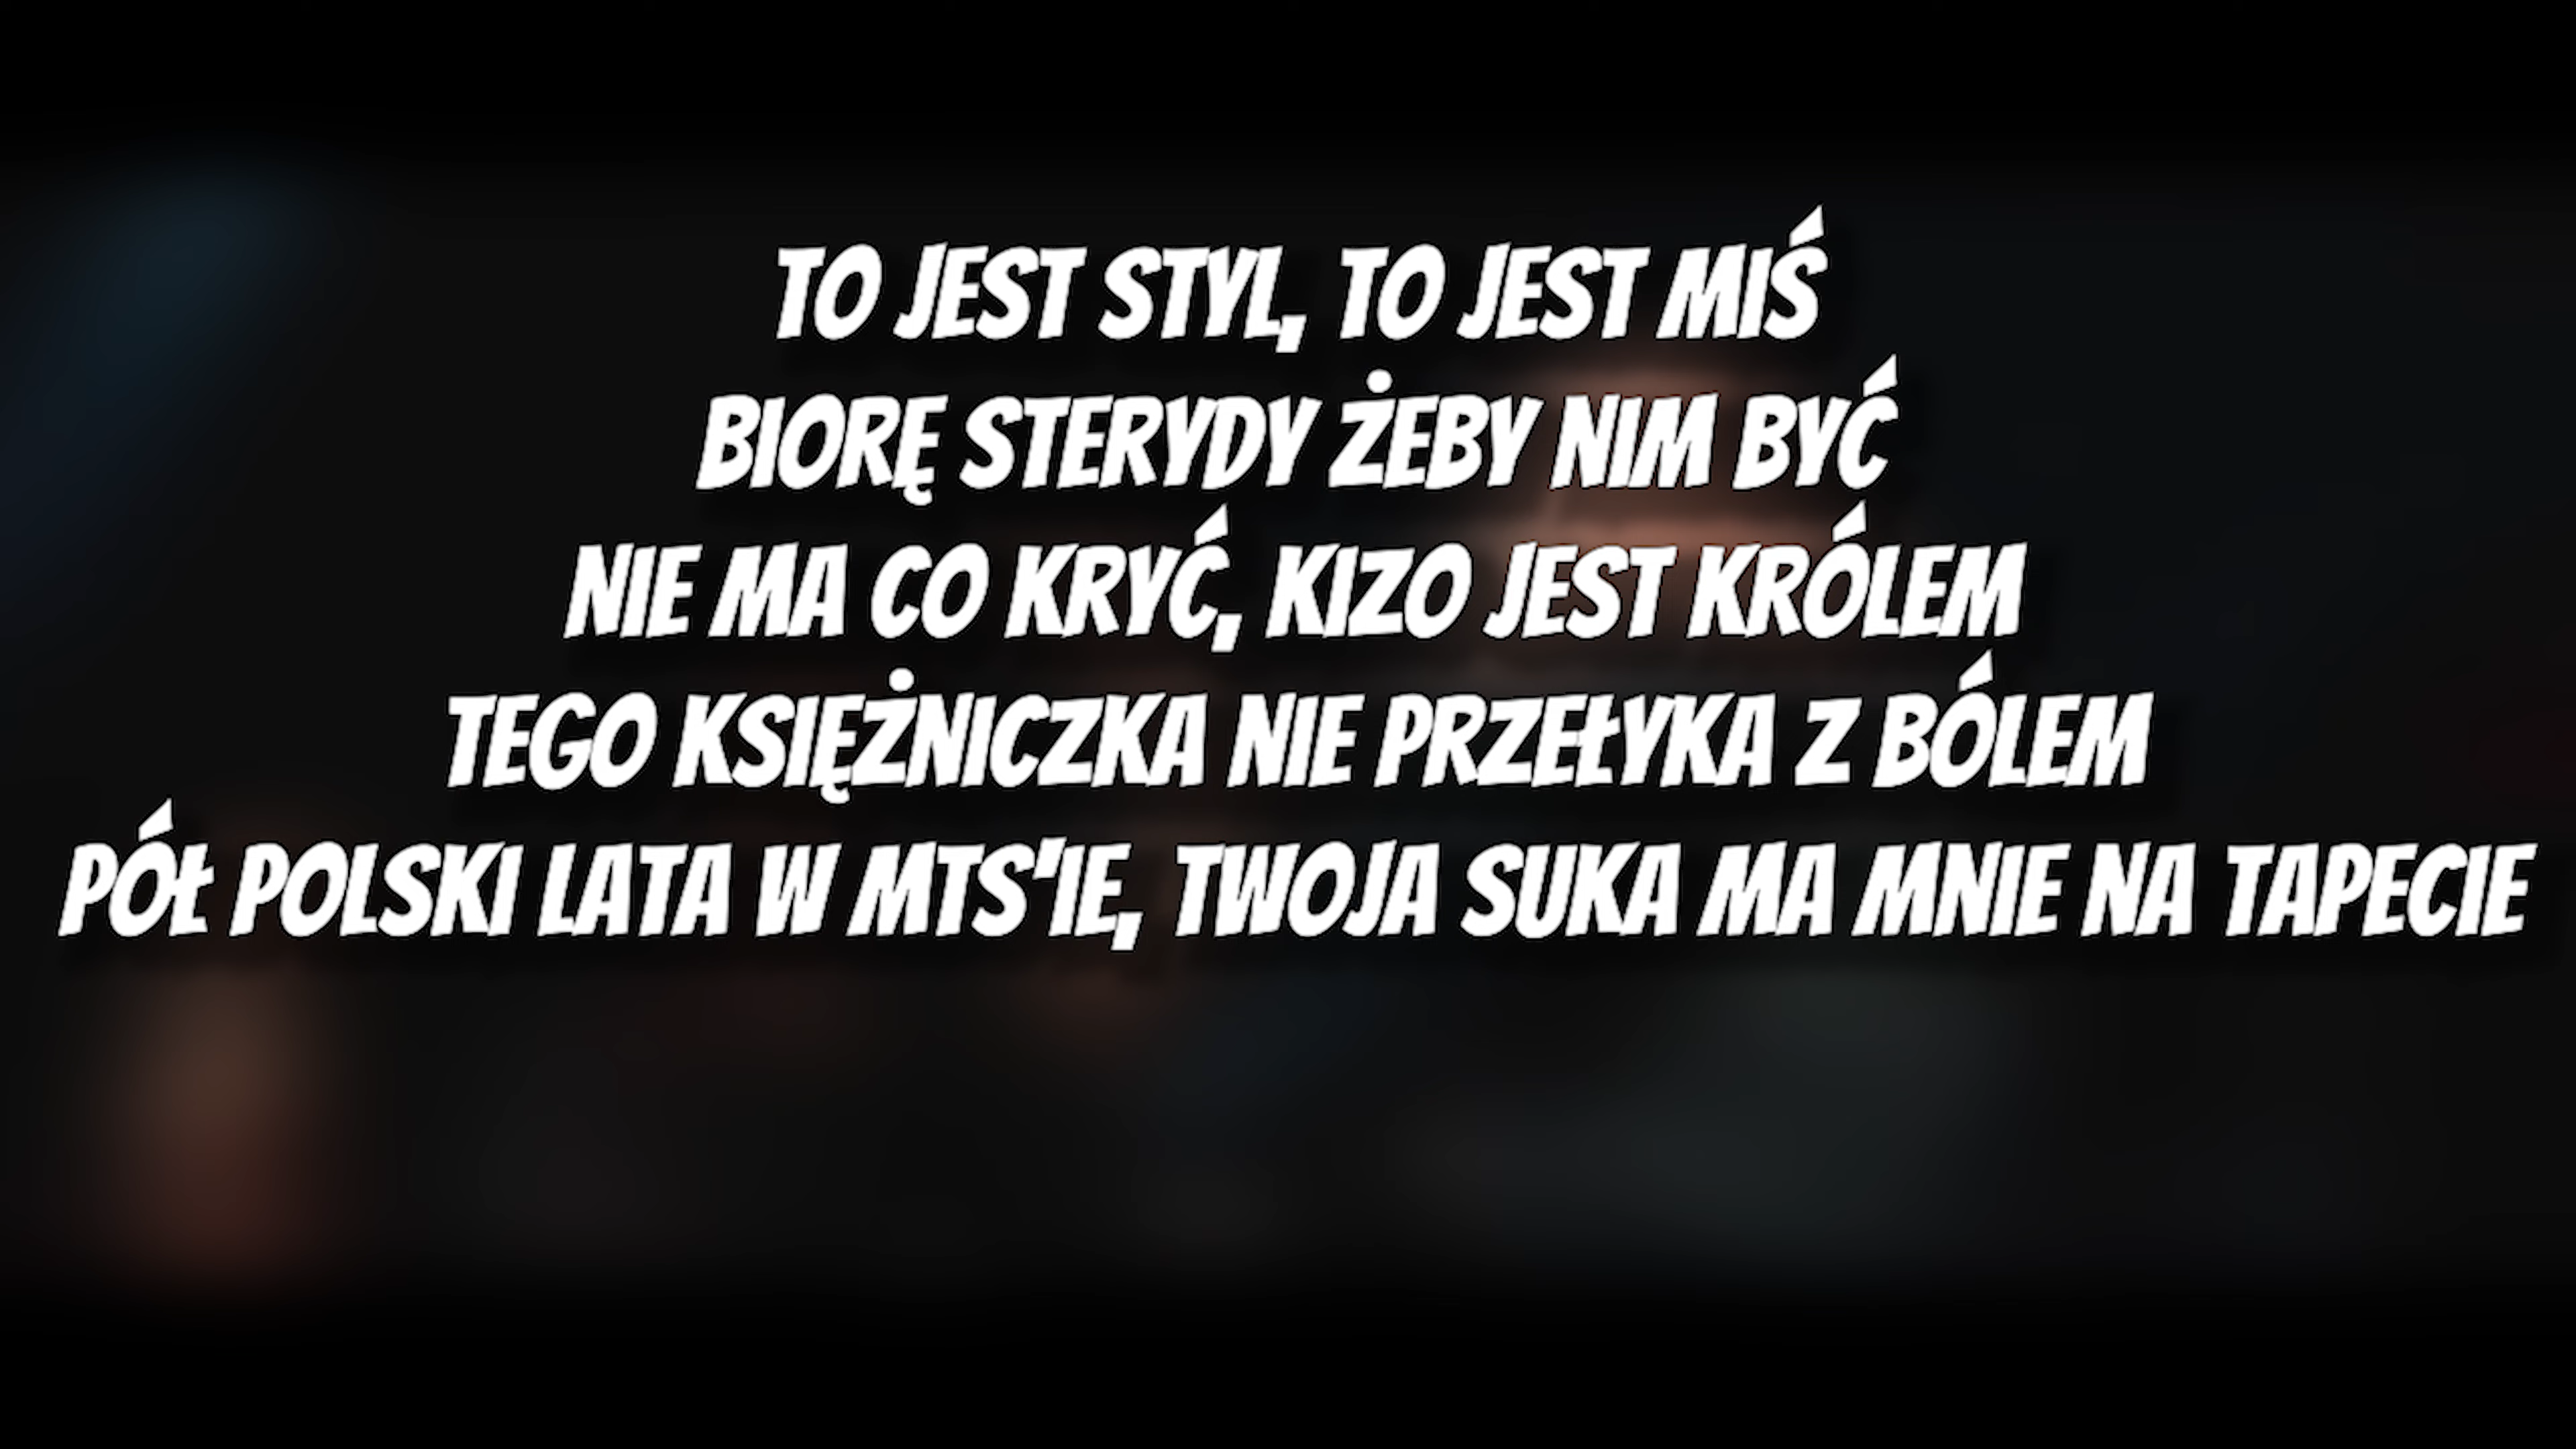 TO JEST STYL, TO JEST MIŚ
BIORĘ STERYDY ŻEBY NIM BYĆ
NIE MA CO KRYĆ, KIZO JEST KRÓLEM
TEGO KSIĘŻNICZKA NIE PRZEŁYKA Z BÓLEM
PÓŁ POLSKI LATA W MTS'IE, TWOJA SUKA MA MNIE NA TAPECIE